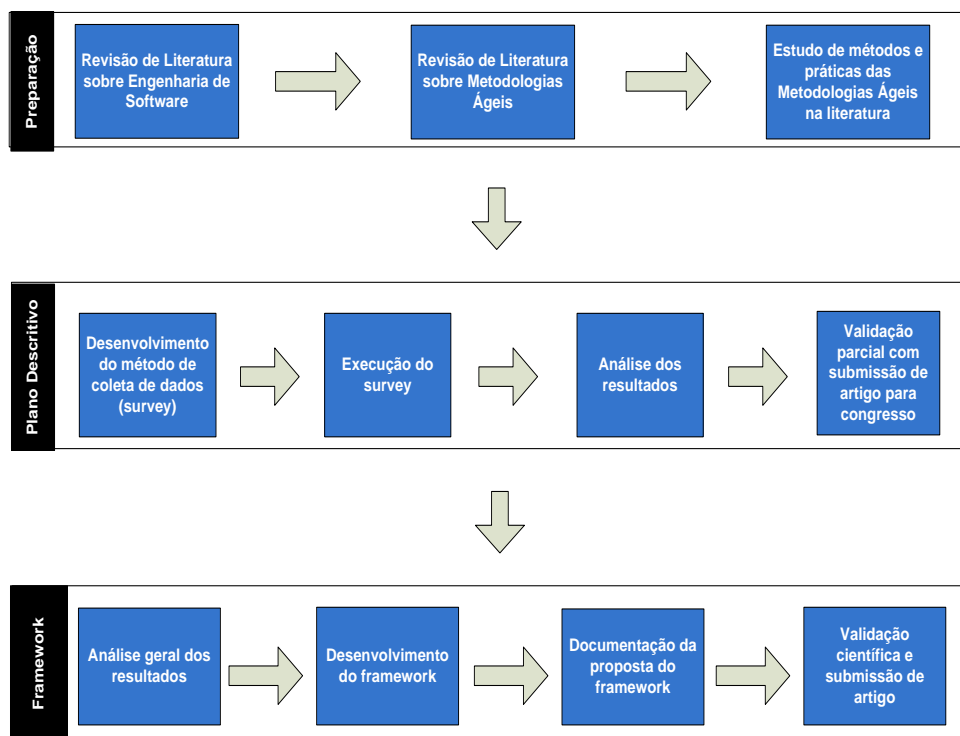 Preparação
Revisão de Literatura
sobre Engenharia de
Software
Revisão de Literatura
sobre Metodologias
Ágeis
Estudo de métodos e
práticas das
Metodologias Ágeis
na literatura
Plano Descritivo
Desenvolvimento
do método de
coleta de dados
(survey)
Execução do
survey
Análise dos
resultados
Validação
parcial com
submissão de
artigo para
congresso
Framework
Análise geral dos
resultados
Desenvolvimento
do framework
Documentação da
proposta do
framework
Validação
científica e
submissão de
artigo